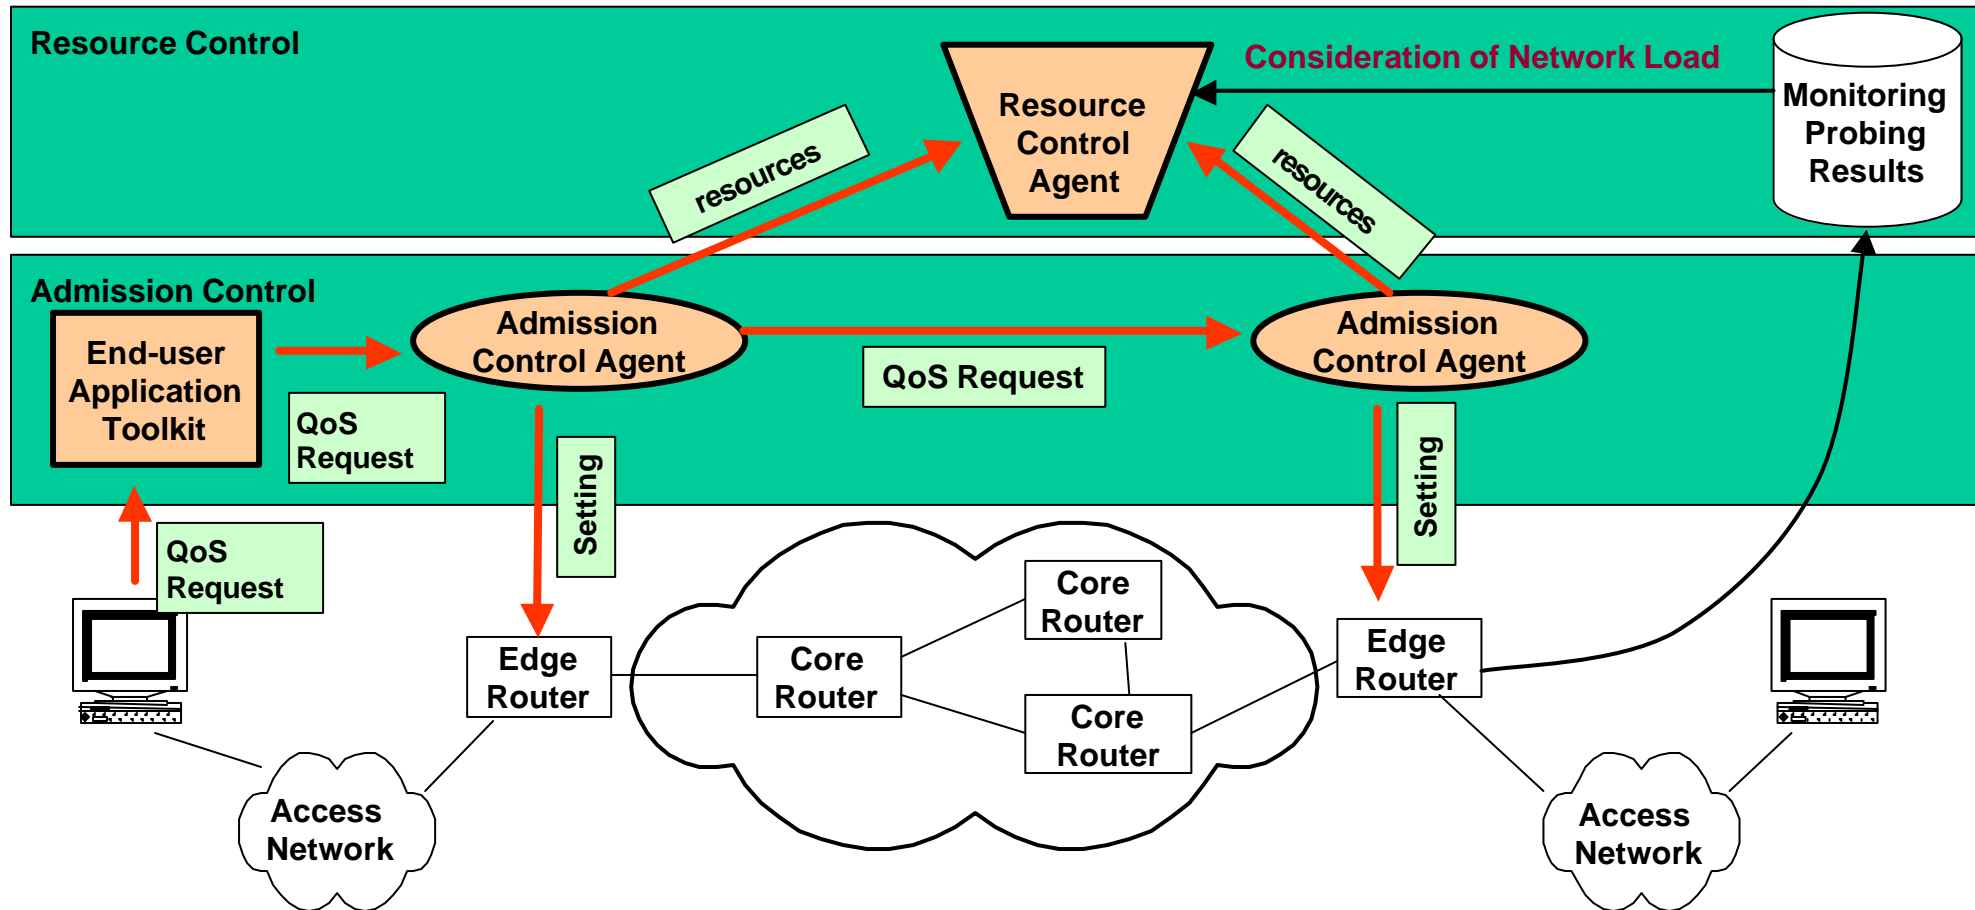 Resource Control
Consideration of Network Load
Resource
Control
Agent
Monitoring
Probing
Results
resources
resources
Admission Control
End-user
Application
Toolkit
Admission
Control Agent
Admission
Control Agent
QoS Request
QoS
Request
Setting
Setting
QoS
Request
Edge
Router
Core
Router
Core
Router
Core
Router
Edge
Router
Access
Network
Access
Network